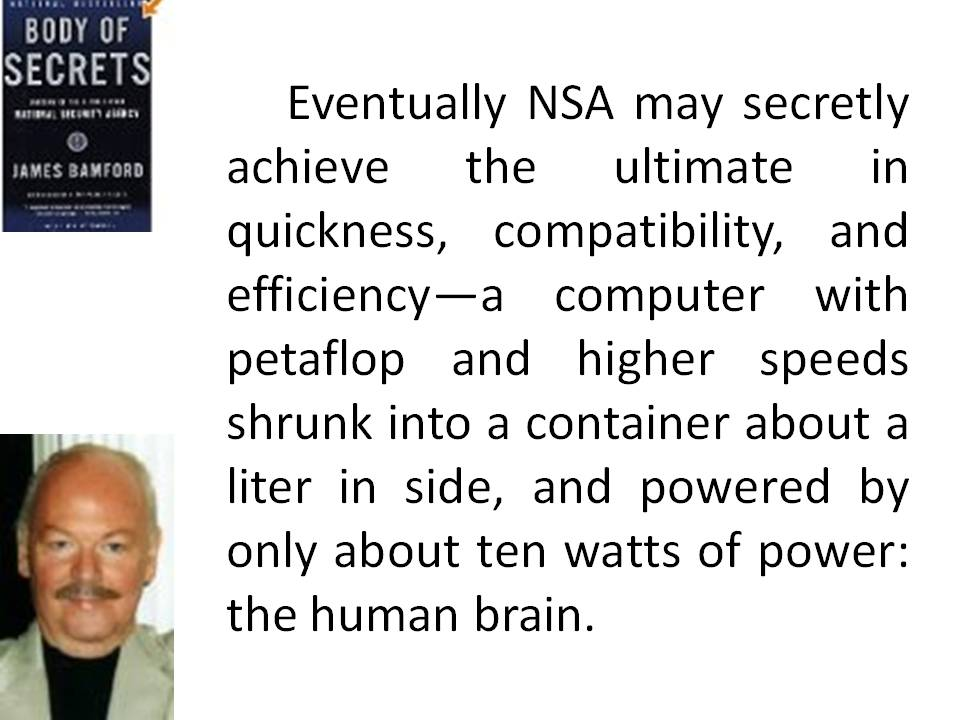 NATIONAL BESTSELLER
BODY OF
SECRETS
NATIONAL SECURITY AGENCY
JAMES BAMFORD
Eventually NSA may secretly
achieve the ultimate in
quickness, compatibility, and
efficiency—a computer with
petaflop and higher speeds
shrunk into a container about a
liter in side, and powered by
only about ten watts of power:
the human brain.